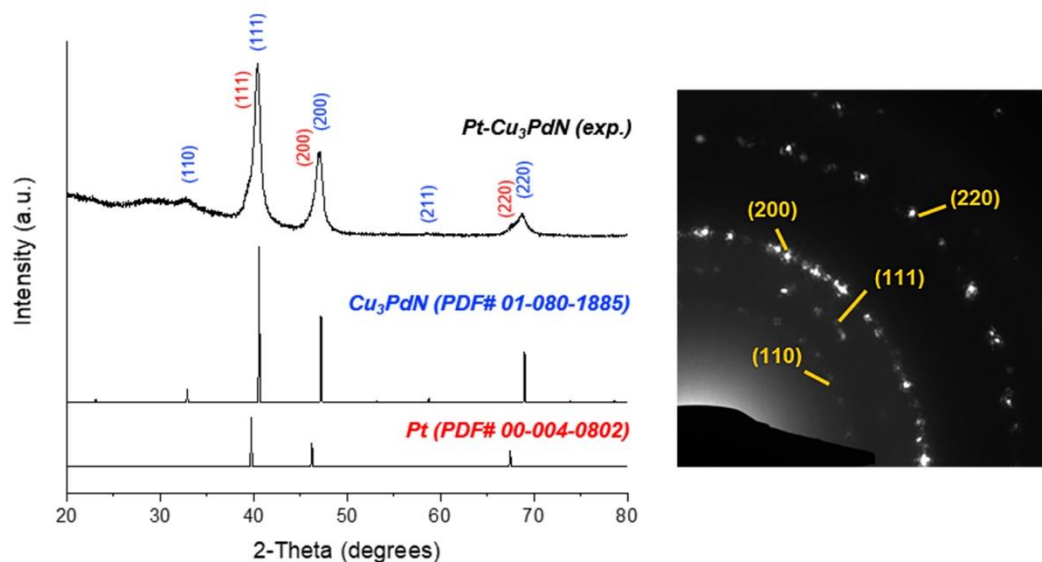 Intensity (a.u.)
(110)
(111)
(111)
(200)
(200)
(211)
(220)
(220)
Pt-Cu₃PdN (exp.)
Cu₃PdN (PDF# 01-080-1885)
Pt (PDF# 00-004-0802)
20 30 40 50 60 70 80
2-Theta (degrees)
(200)
(220)
(111)
(110)